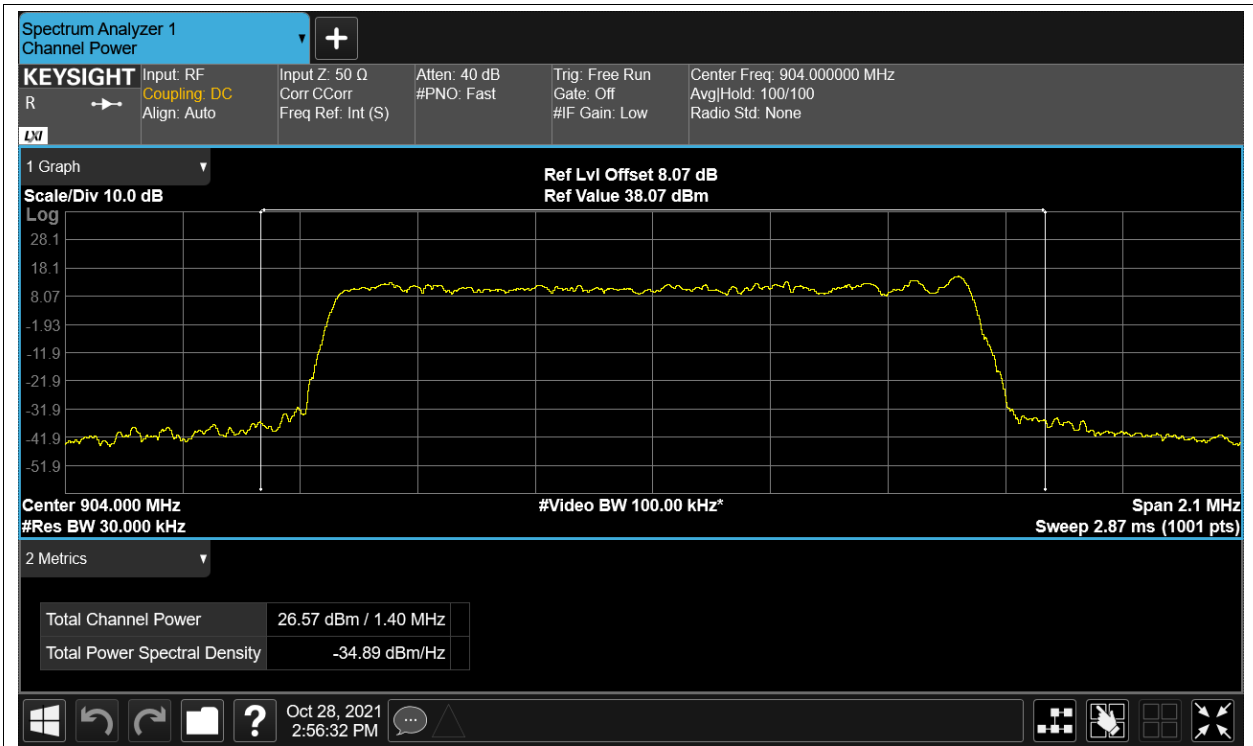 Spectrum Analyzer 1
Channel Power
KEYSIGHT Input: RF Input Z: 50 Ω Atten: 40 dB Trig: Free Run Center Freq: 904.000000 MHz
R Coupling: DC Corr CCorr #PNO: Fast Gate: Off Avg|Hold: 100/100
Align: Auto Freq Ref: Int (S) #IF Gain: Low Radio Std: None
LXI
1 Graph
Ref Lvl Offset 8.07 dB
Scale/Div 10.0 dB Ref Value 38.07 dBm
Log
28.1
18.1
8.07
-1.93
-11.9
-21.9
-31.9
-41.9
-51.9
Center 904.000 MHz #Video BW 100.00 kHz* Span 2.1 MHz
#Res BW 30.000 kHz Sweep 2.87 ms (1001 pts)
2 Metrics
Total Channel Power 26.57 dBm / 1.40 MHz
Total Power Spectral Density -34.89 dBm/Hz
? Oct 28, 2021
2:56:32 PM